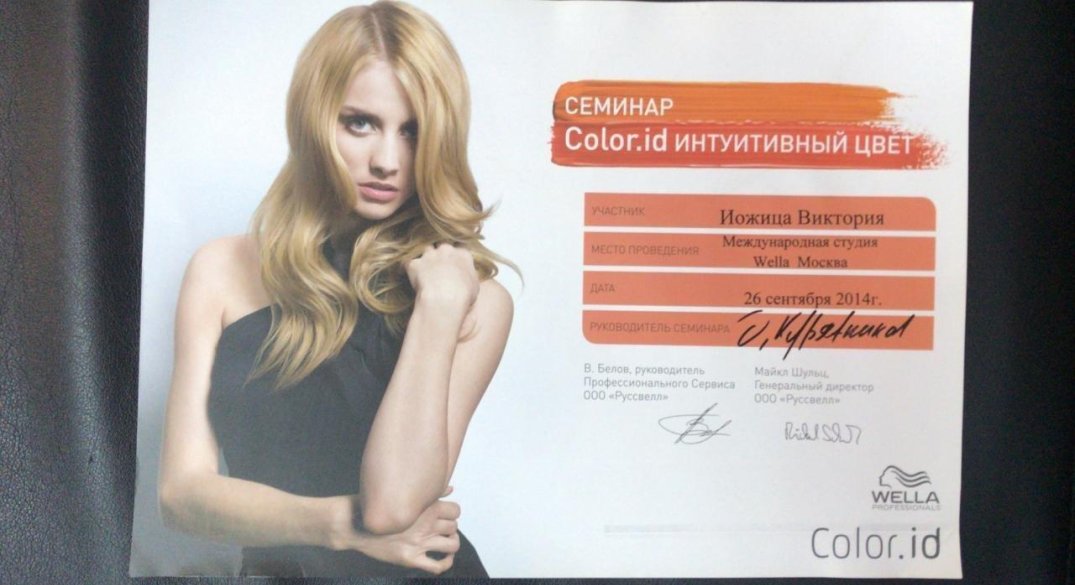 СЕМИНАР
Color.id ИНТУИТИВНЫЙ ЦВЕТ
УЧАСТНИК Иожица Виктория
МЕСТО ПРОВЕДЕНИЯ Международная студия
Wella Москва
ДАТА 26 сентября 2014г.
РУКОВОДИТЕЛЬ СЕМИНАРА
В. Белов, руководитель
Профессионального Сервиса
ООО «Руссвелл»
Майкл Шульц,
Генеральный директор
ООО «Руссвелл»
WELLA
PROFESSIONALS
Color.id